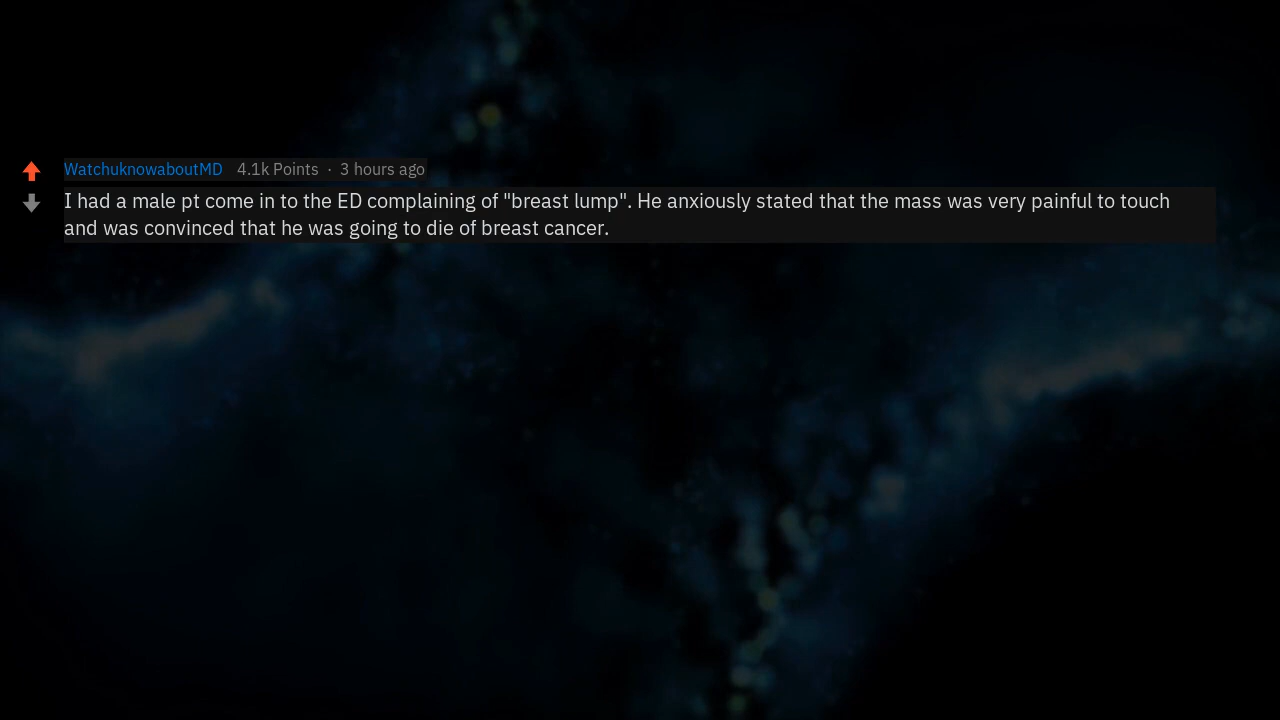 WatchuknowaboutMD 4.1k Points · 3 hours ago
I had a male pt come in to the ED complaining of "breast lump". He anxiously stated that the mass was very painful to touch
and was convinced that he was going to die of breast cancer.